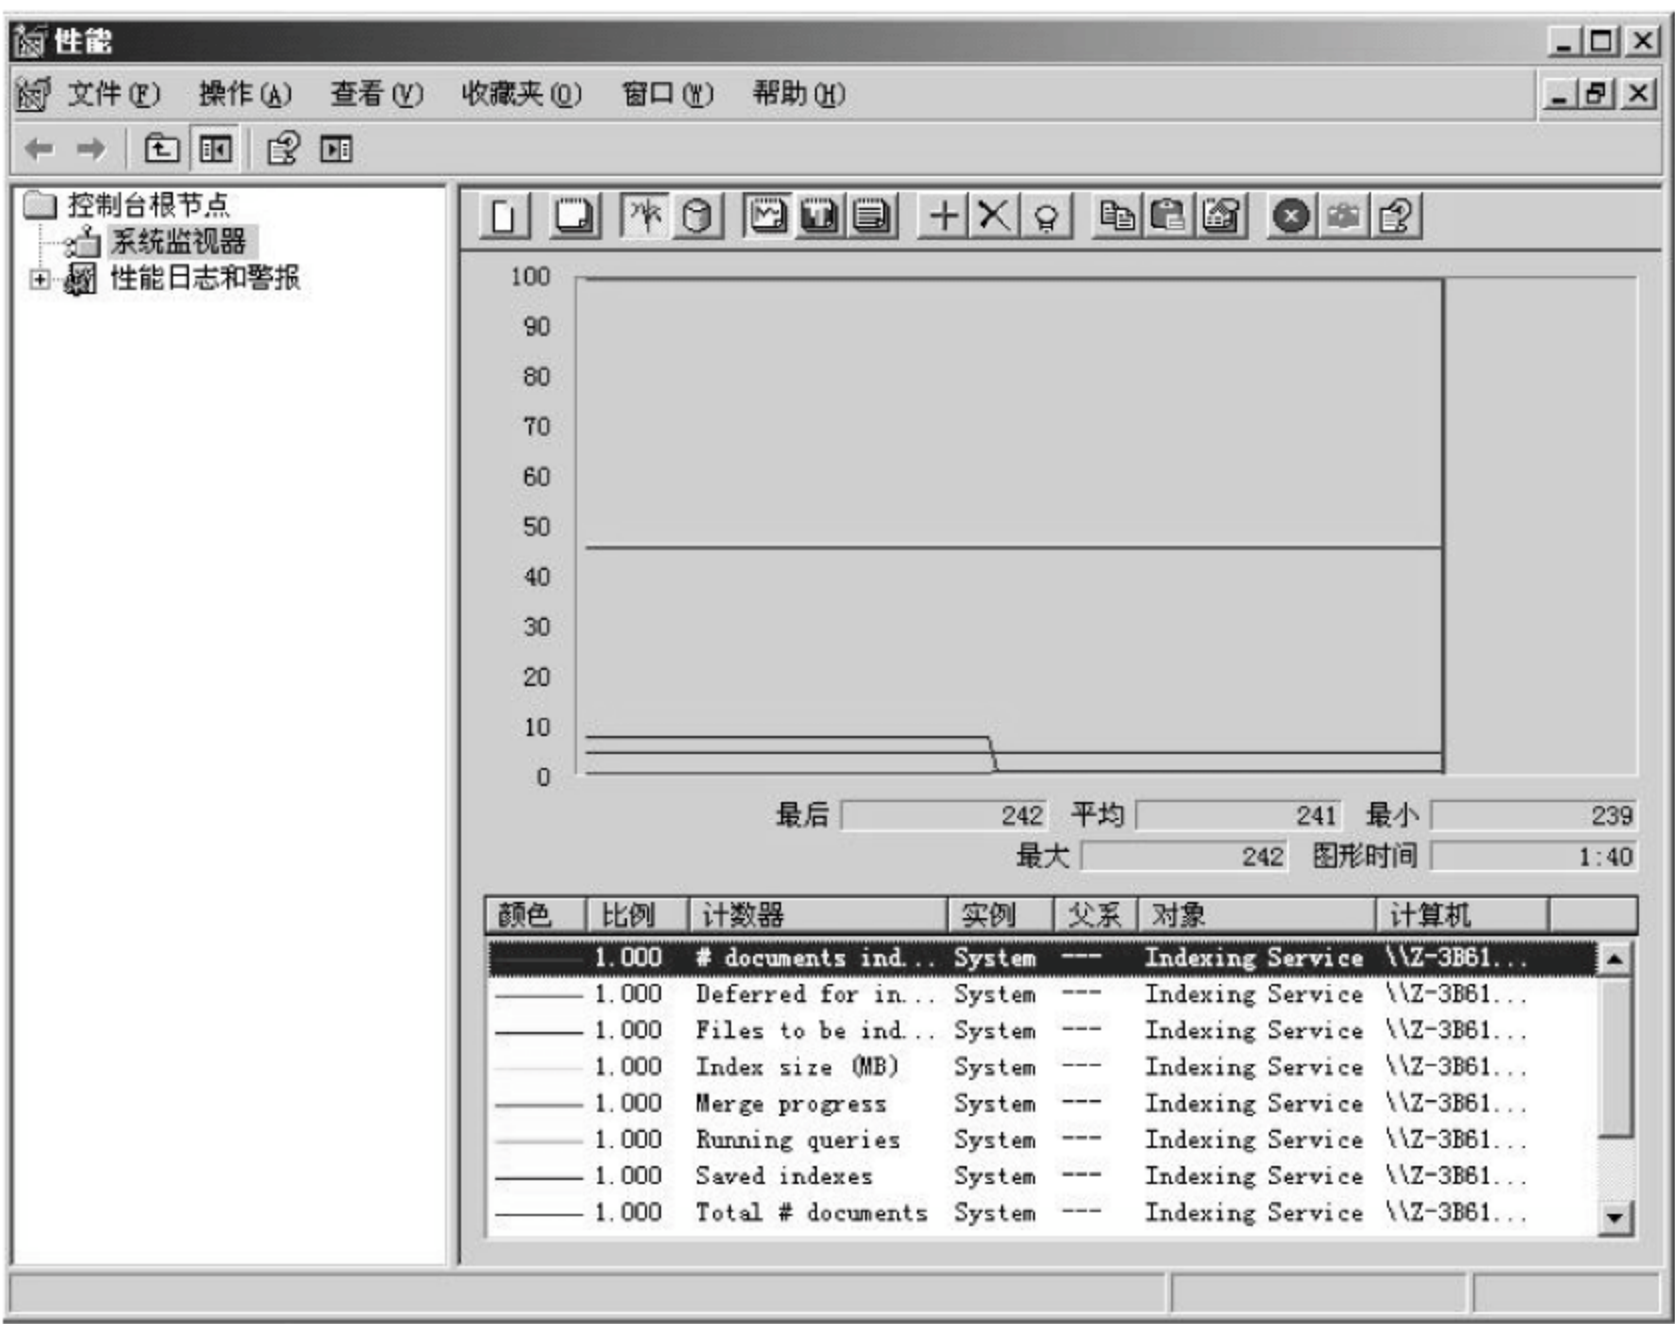 性能
文件(F) 操作(A) 查看(V) 收藏夹(O) 窗口(W) 帮助(H)
控制台根节点
系统监视器
性能日志和警报
100
90
80
70
60
50
40
30
20
10
0
最后 242 平均 241 最小 239
最大 242 图形时间 1:40
颜色 比例 计数器 实例 父系 对象 计算机
1.000 # documents ind... System --- Indexing Service \\Z-3B61...
1.000 Deferred for in... System --- Indexing Service \\Z-3B61...
1.000 Files to be ind... System --- Indexing Service \\Z-3B61...
1.000 Index size (MB) System --- Indexing Service \\Z-3B61...
1.000 Merge progress System --- Indexing Service \\Z-3B61...
1.000 Running queries System --- Indexing Service \\Z-3B61...
1.000 Saved indexes System --- Indexing Service \\Z-3B61...
1.000 Total # documents System --- Indexing Service \\Z-3B61...